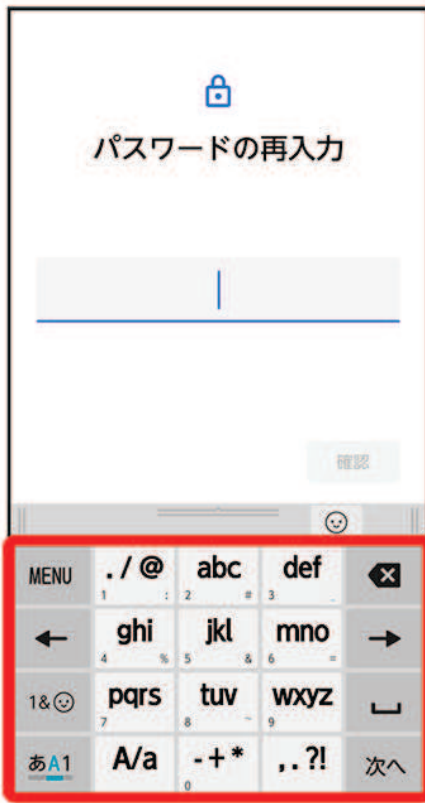 パスワードの再入力
確認
MENU ./@ abc def
1 : 2 # 3 _
← ghi jkl mno →
4 % 5 & 6 =
1&☺ pqrs tuv wxyz
7 8 ~ 9
あA1 A/a -+* ,.?! 次へ
0